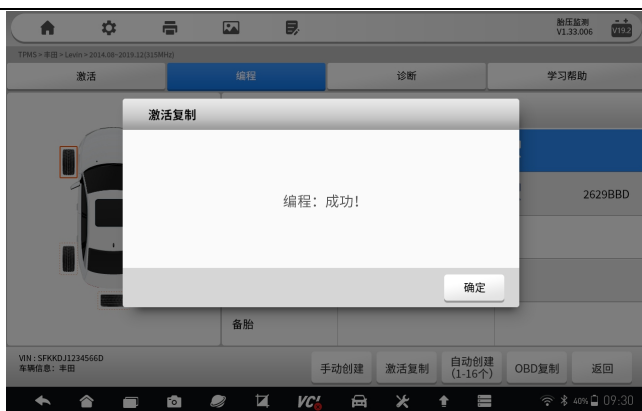 胎压监测
V1.33.006
V19.2
TPMS > 丰田 > Levin > 2014.08-2019.12(315MHz)
激活
编程
诊断
学习帮助
激活复制
编程：成功!
2629BBD
确定
备胎
VIN : SFKKDJ1234566D
车辆信息：丰田
手动创建
激活复制
自动创建
(1-16个)
OBD复制
返回
VCI
40%
09:30